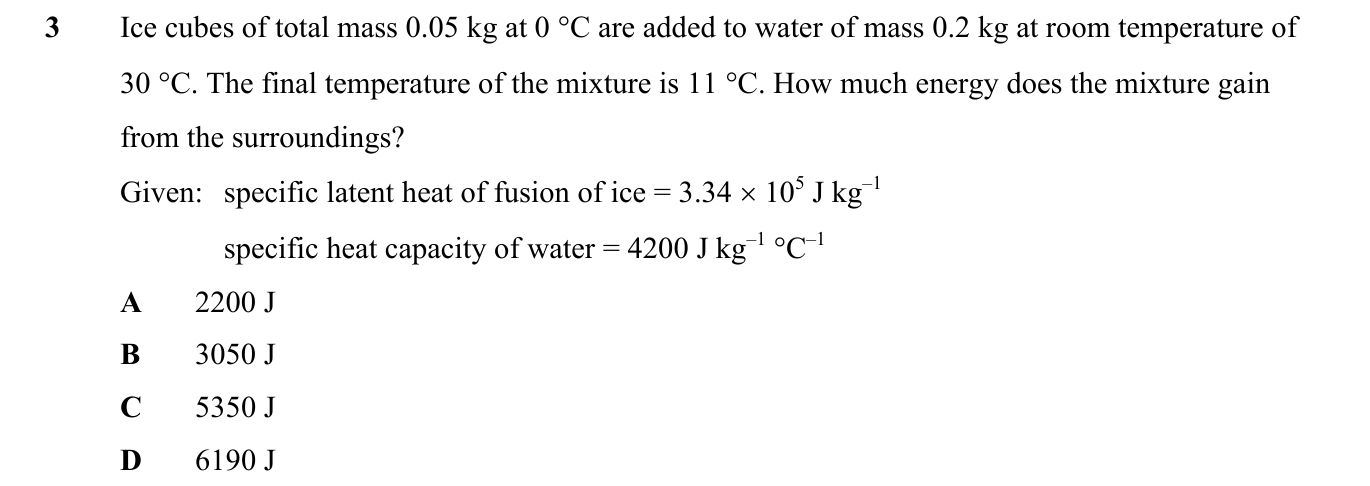 3 Ice cubes of total mass 0.05 kg at 0 °C are added to water of mass 0.2 kg at room temperature of
30 °C. The final temperature of the mixture is 11 °C. How much energy does the mixture gain
from the surroundings?
Given: specific latent heat of fusion of ice = 3.34 × 10⁵ J kg⁻¹
specific heat capacity of water = 4200 J kg⁻¹ °C⁻¹
A 2200 J
B 3050 J
C 5350 J
D 6190 J